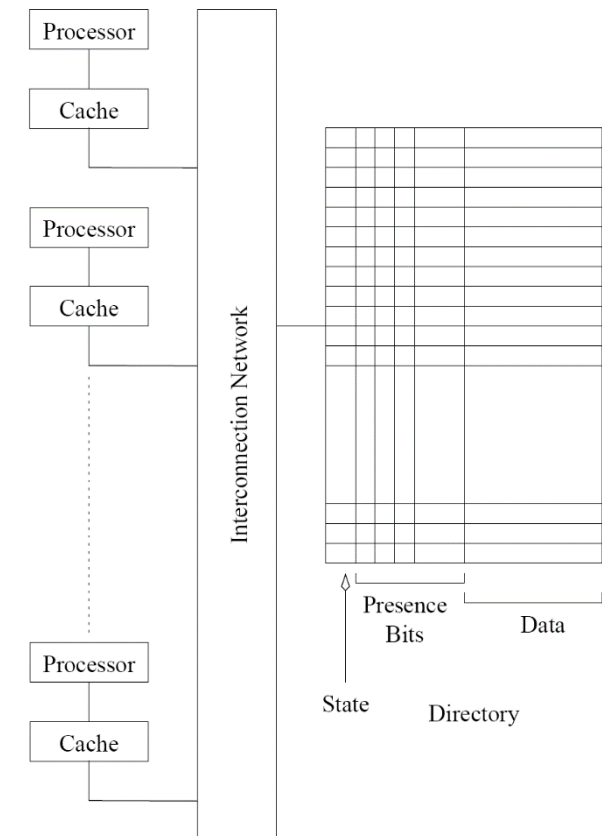 Processor
Cache
Processor
Cache
Interconnection Network
Processor
Cache
Presence
Bits
Data
State
Directory